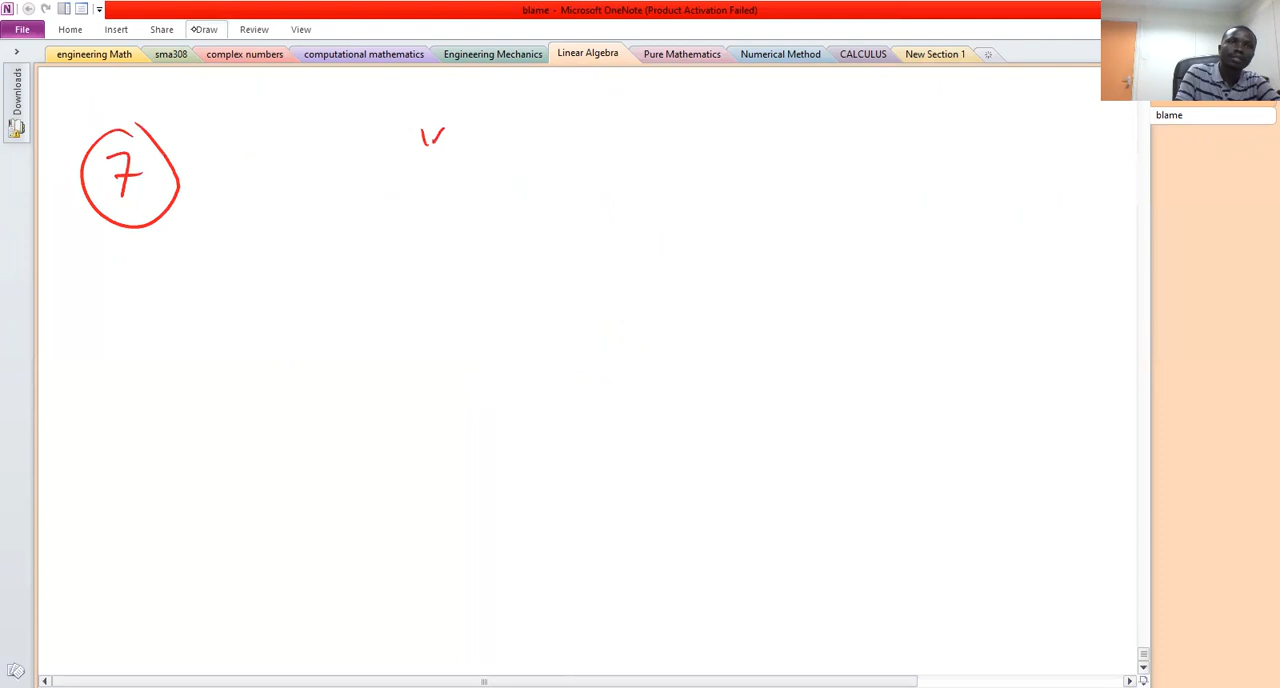 blame - Microsoft OneNote (Product Activation Failed)
File Home Insert Share Draw Review View
engineering Math sma308 complex numbers computational mathematics Engineering Mechanics Linear Algebra Pure Mathematics Numerical Method CALCULUS New Section 1
Downloads
blame
7